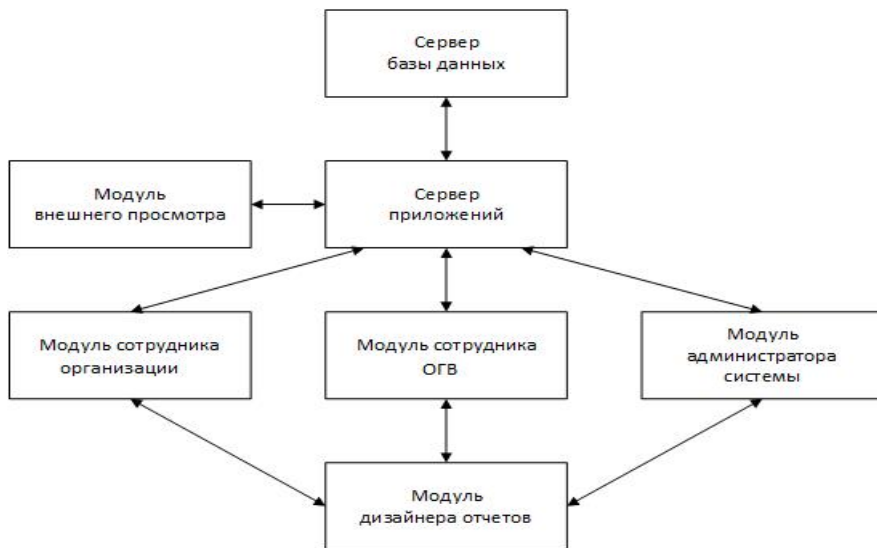 Сервер
базы данных
Модуль
внешнего просмотра
Сервер
приложений
Модуль сотрудника
организации
Модуль сотрудника
ОГВ
Модуль
администратора
системы
Модуль
дизайнера отчетов